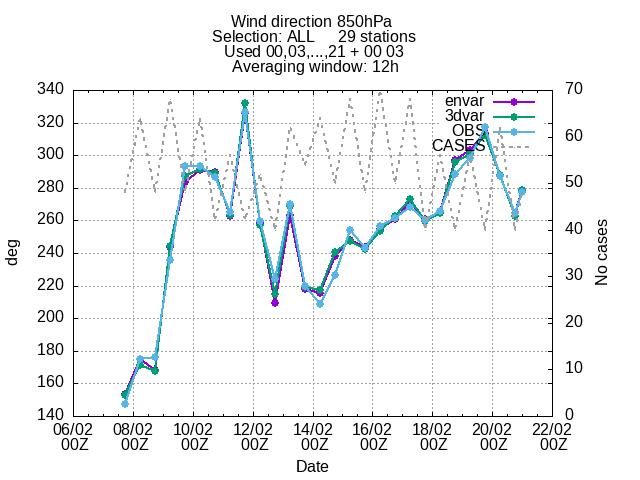 Wind direction 850hPa
Selection: ALL 29 stations
Used 00,03,...,21 + 00 03
Averaging window: 12h
340
320
300
280
260
240
220
200
180
160
140
deg
70
60
50
40
30
20
10
0
No cases
envar
3dvar
OBS
CASES
06/02 08/02 10/02 12/02 14/02 16/02 18/02 20/02 22/02
00Z 00Z 00Z 00Z 00Z 00Z 00Z 00Z 00Z
Date